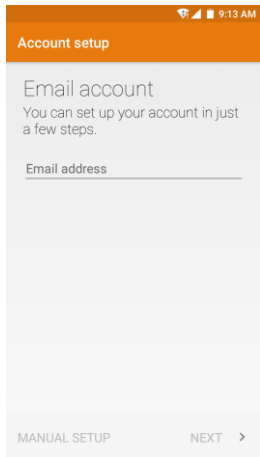 9:13 AM
Account setup
Email account
You can set up your account in just
a few steps.
Email address
MANUAL SETUP NEXT